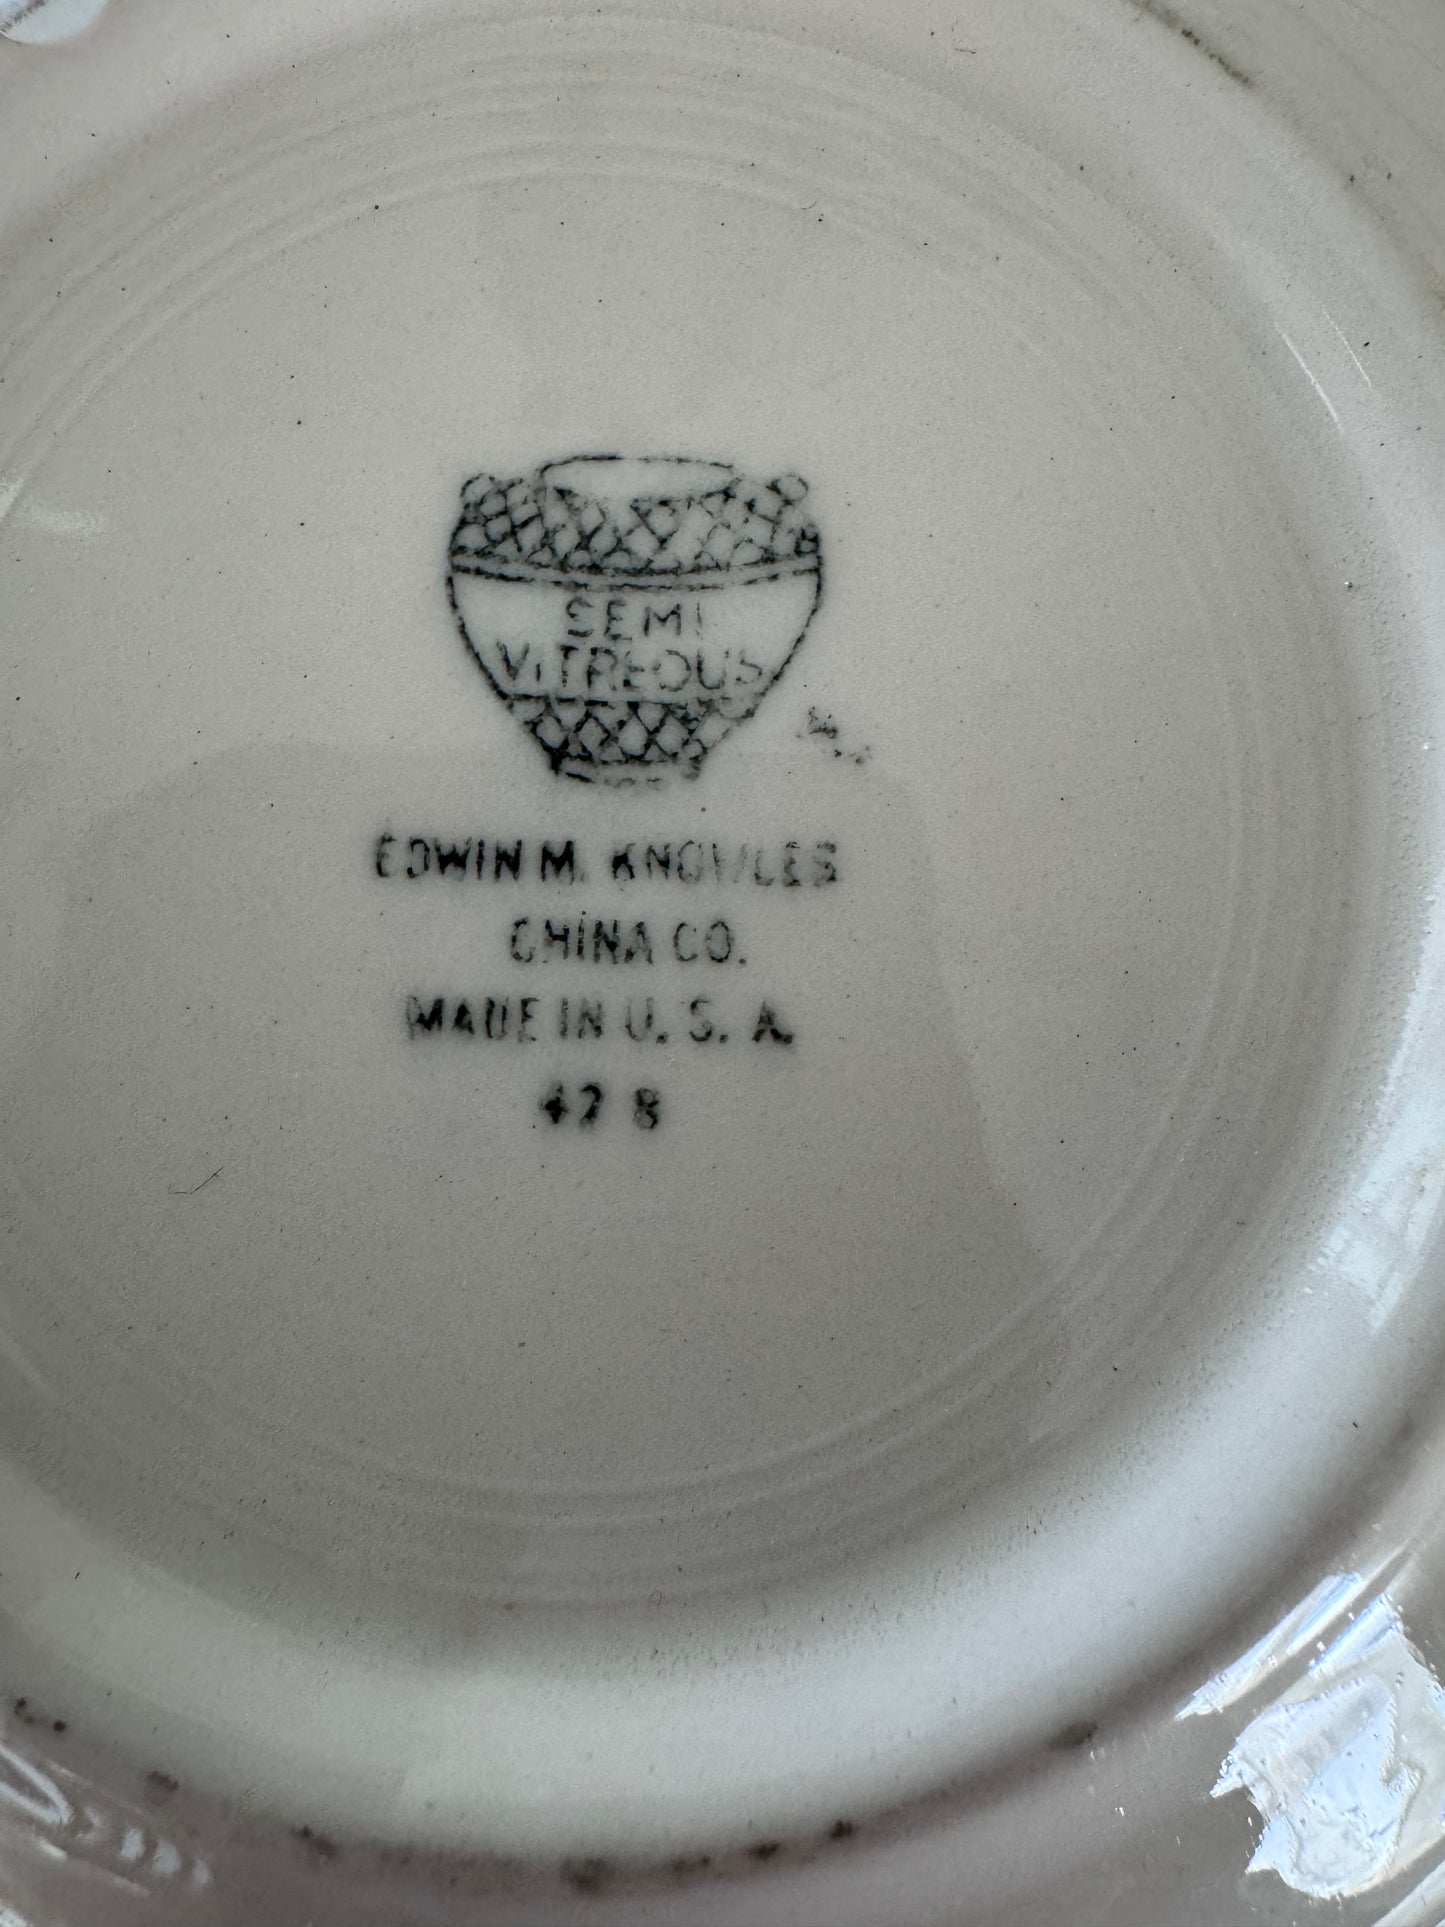 SEMI
VITREOUS
EDWIN M. KNOWLES
CHINA CO.
MADE IN U. S. A.
42 8